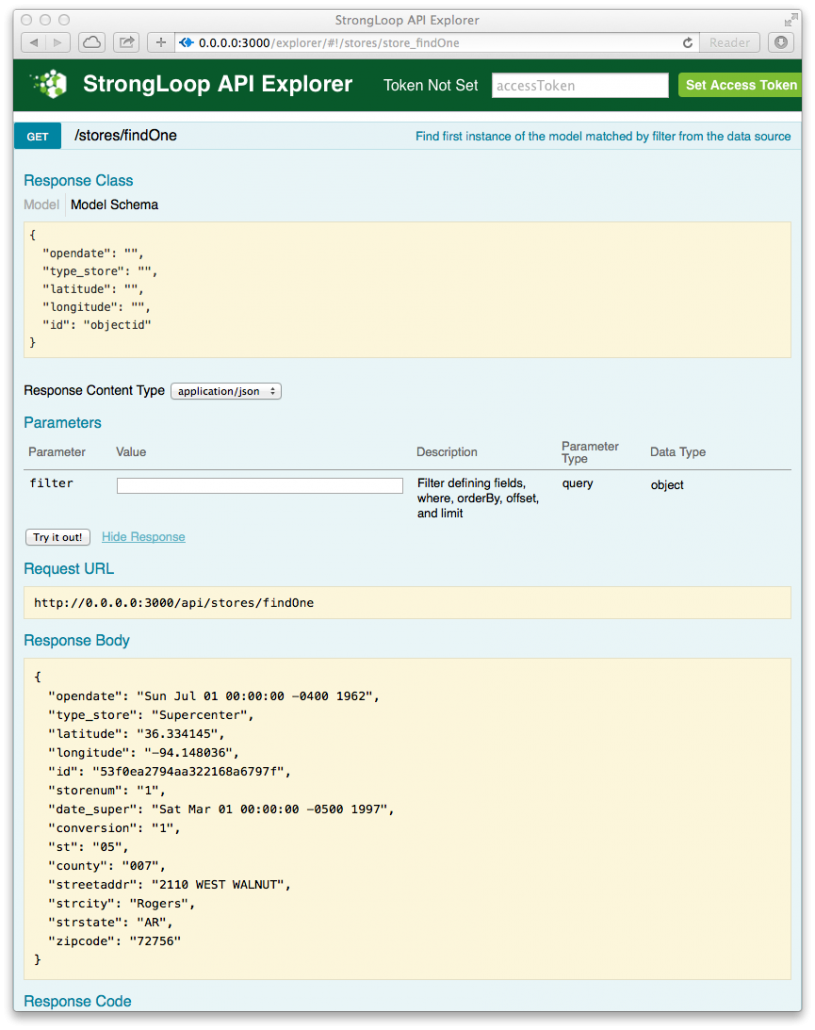 StrongLoop API Explorer
0.0.0.0:3000/explorer/#!/stores/store_findOne
Reader
StrongLoop API Explorer
Token Not Set
accessToken
Set Access Token
GET /stores/findOne
Find first instance of the model matched by filter from the data source
Response Class
Model Model Schema
{
"opendate": "",
"type_store": "",
"latitude": "",
"longitude": "",
"id": "objectid"
}
Response Content Type application/json
Parameters
Parameter Value Description Parameter Type Data Type
filter
Filter defining fields,
where, orderBy, offset,
and limit
query
object
Try it out! Hide Response
Request URL
http://0.0.0.0:3000/api/stores/findOne
Response Body
{
"opendate": "Sun Jul 01 00:00:00 -0400 1962",
"type_store": "Supercenter",
"latitude": "36.334145",
"longitude": "-94.148036",
"id": "53f0ea2794aa322168a6797f",
"storenum": "1",
"date_super": "Sat Mar 01 00:00:00 -0500 1997",
"conversion": "1",
"st": "05",
"county": "007",
"streetaddr": "2110 WEST WALNUT",
"strcity": "Rogers",
"strstate": "AR",
"zipcode": "72756"
}
Response Code